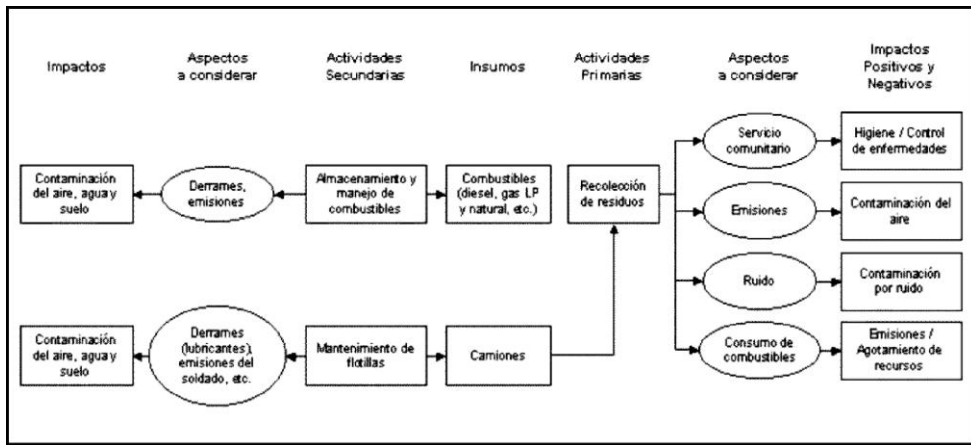 Impactos
Aspectos
a considerar
Actividades
Secundarias
Insumos
Actividades
Primarias
Aspectos
a considerar
Impactos
Positivos y
Negativos
Contaminación
del aire, agua y
suelo
Derrames,
emisiones
Almacenamiento y
manejo de
combustibles
Combustibles
(diesel, gas LP
y natural, etc.)
Recolección
de residuos
Servicio
comunitario
Higiene / Control
de enfermedades
Emisiones
Contaminación del
aire
Ruido
Contaminación
por ruido
Contaminación
del aire, agua y
suelo
Derrames
(lubricantes),
emisiones del
soldado, etc.
Mantenimiento de
flotillas
Camiones
Consumo de
combustibles
Emisiones /
Agotamiento de
recursos